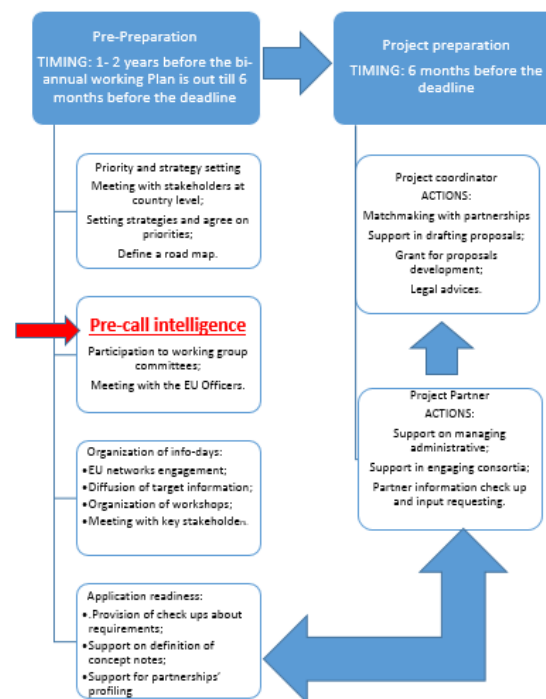 Pre-Preparation
TIMING: 1- 2 years before the bi-
annual working Plan is out till 6
months before the deadline
Priority and strategy setting
Meeting with stakeholders at
country level;
Setting strategies and agree on
priorities;
Define a road map.
Pre-call intelligence
Participation to working group
committees;
Meeting with the EU Officers.
Organization of info-days:
•EU networks engagement;
•Diffusion of target information;
•Organization of workshops;
•Meeting with key stakeholders.
Application readiness:
•.Provision of check ups about
requirements;
•Support on definition of
concept notes;
•Support for partnerships’
profiling
Project preparation
TIMING: 6 months before the
deadline
Project coordinator
ACTIONS:
Matchmaking with partnerships
Support in drafting proposals;
Grant for proposals
development;
Legal advices.
Project Partner
ACTIONS:
Support on managing
administrative;
Support in engaging consortia;
Partner information check up
and input requesting.